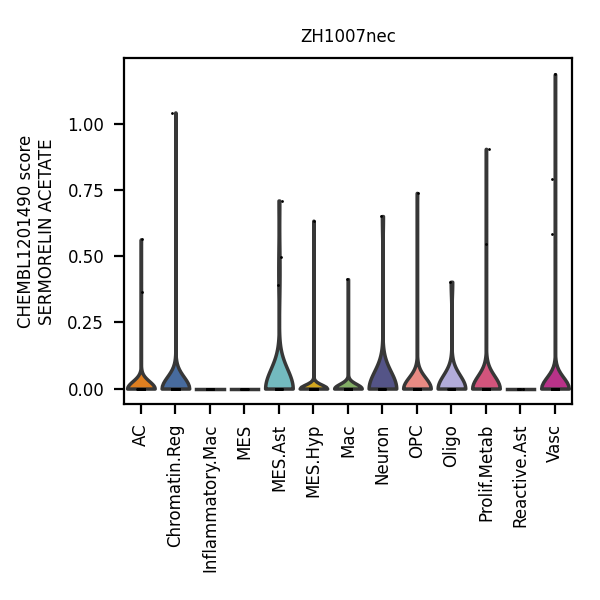 ZH1007nec
CHEMBL1201490 score
SERMORELIN ACETATE
1.00
0.75
0.50
0.25
0.00
AC
Chromatin.Reg
Inflammatory.Mac
MES
MES.Ast
MES.Hyp
Mac
Neuron
OPC
Oligo
Prolif.Metab
Reactive.Ast
Vasc